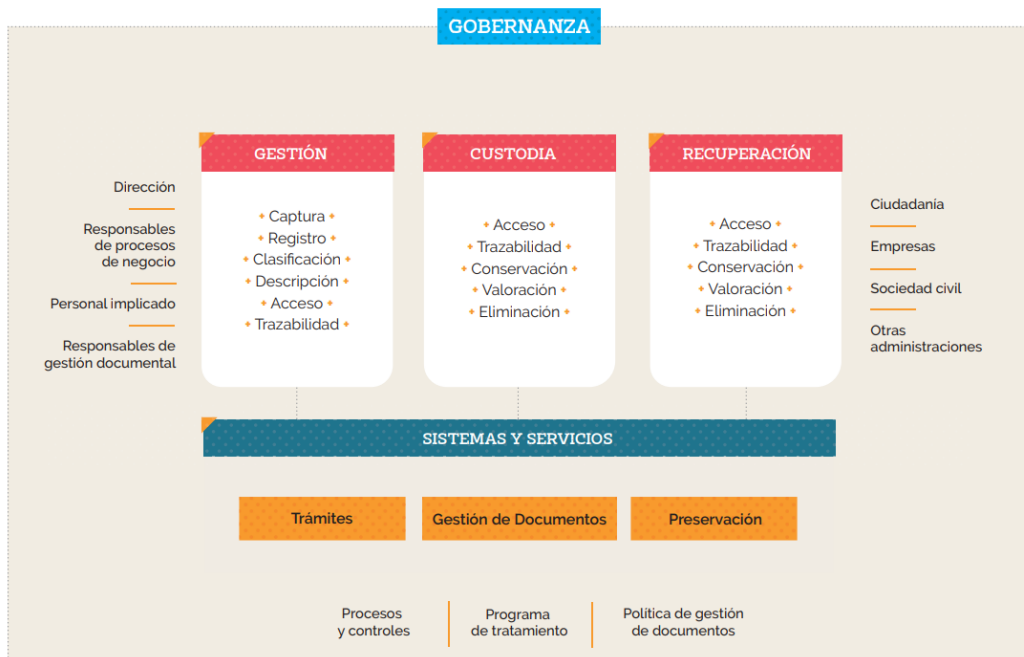 GOBERNANZA
Dirección
Responsables
de procesos
de negocio
Personal implicado
Responsables de
gestión documental
GESTIÓN
Captura
Registro
Clasificación
Descripción
Acceso
Trazabilidad
CUSTODIA
Acceso
Trazabilidad
Conservación
Valoración
Eliminación
RECUPERACIÓN
Acceso
Trazabilidad
Conservación
Valoración
Eliminación
Ciudadanía
Empresas
Sociedad civil
Otras
administraciones
SISTEMAS Y SERVICIOS
Trámites
Gestión de Documentos
Preservación
Procesos
y controles
Programa
de tratamiento
Política de gestión
de documentos